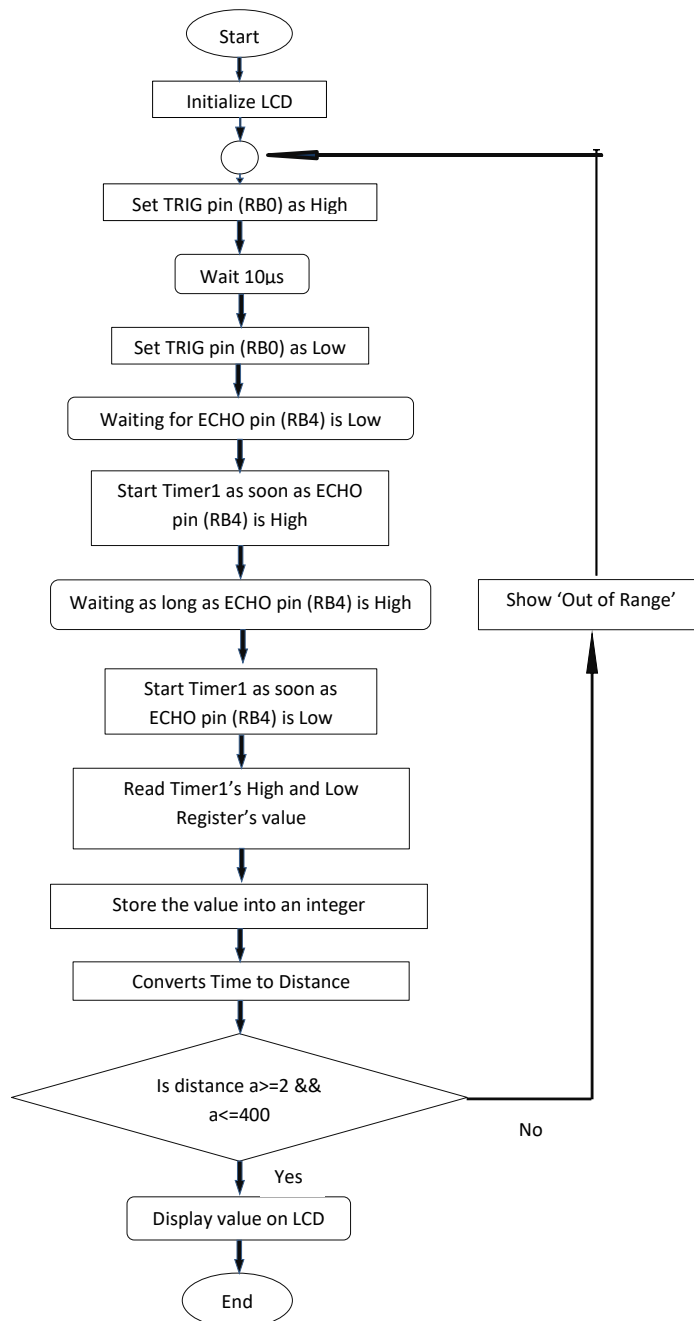 Start
Initialize LCD
Set TRIG pin (RB0) as High
Wait 10µs
Set TRIG pin (RB0) as Low
Waiting for ECHO pin (RB4) is Low
Start Timer1 as soon as ECHO
pin (RB4) is High
Waiting as long as ECHO pin (RB4) is High
Show ‘Out of Range’
Start Timer1 as soon as
ECHO pin (RB4) is Low
Read Timer1’s High and Low
Register’s value
Store the value into an integer
Converts Time to Distance
Is distance a>=2 &&
a<=400
No
Yes
Display value on LCD
End